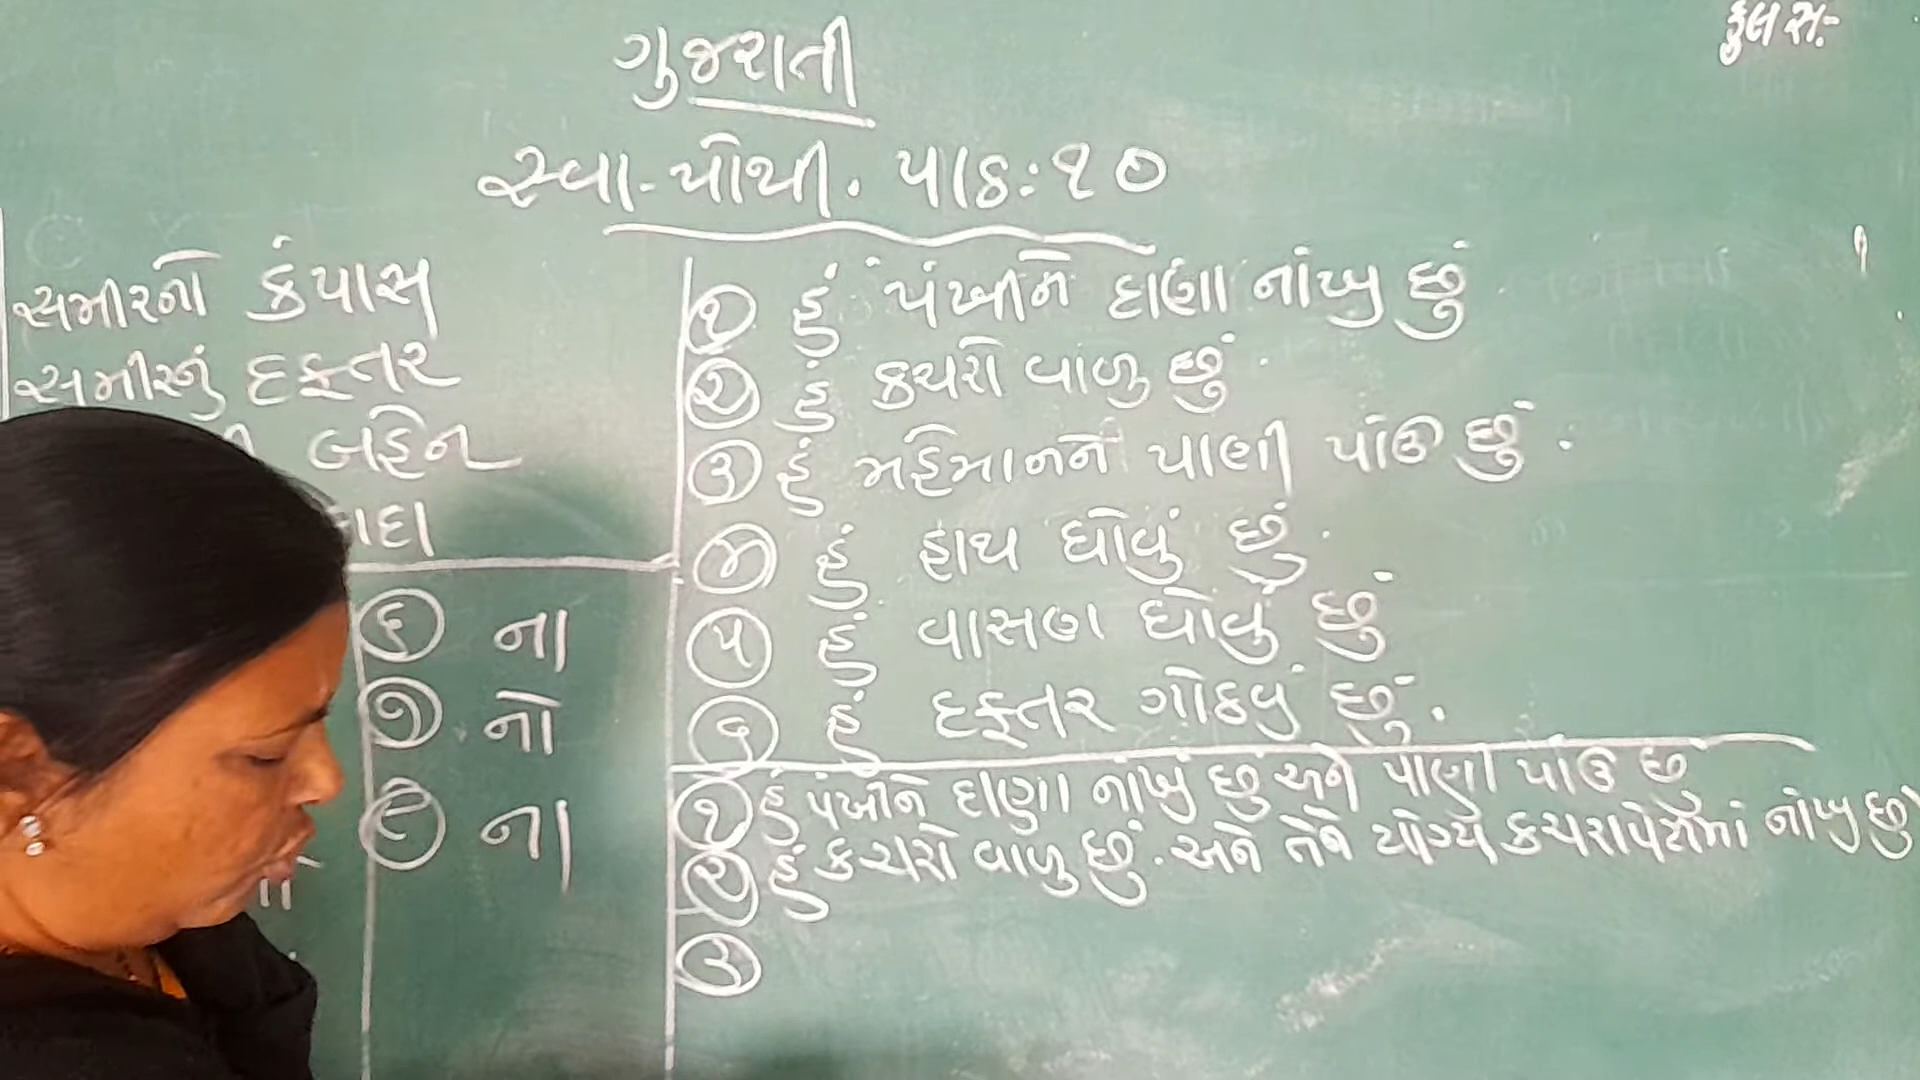 ગુજરાતી
કુલ સ.-
સ્વા-પોથી. પાઠ:૧૦
સમીરનો કંપાસ
સમીરનું દફતર
બહેન
૬ ના
૭ નો
૯ ના
૧ હું પંખીને દાણા નાંખુ છું
૨ હું કચરો વાળુ છું.
૩ હું મહેમાનને પાણી પાંઉ છું.
૪ હું હાથ ધોવું છું.
૫ હું વાસણ ધોવું છું
૬ હું દફતર ગોઠવું છું.
૧ હું પંખીને દાણા નાંખું છું અને પાણી પાંઉ છું
૨ હું કચરો વાળુ છું. અને તેને યોગ્ય કચરાપેટીમાં નાંખુ છું
૩